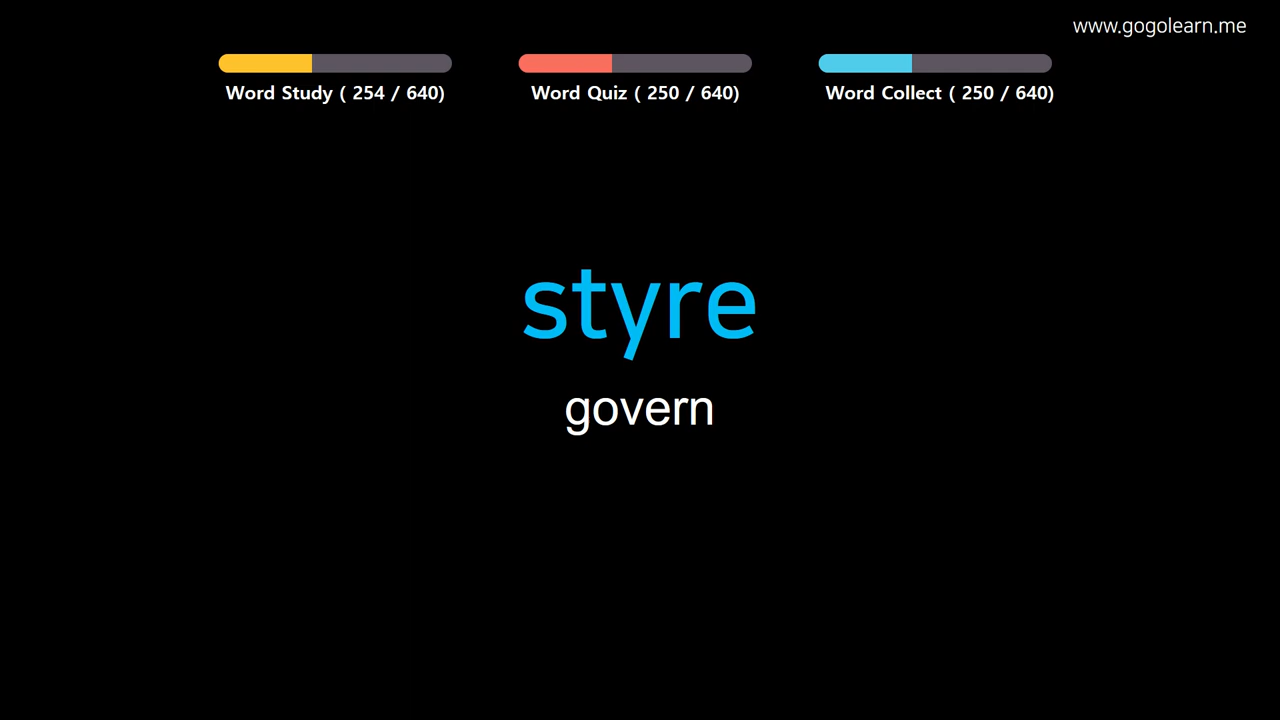 www.gogolearn.me
Word Study ( 254 / 640)
Word Quiz ( 250 / 640)
Word Collect ( 250 / 640)
styre
govern